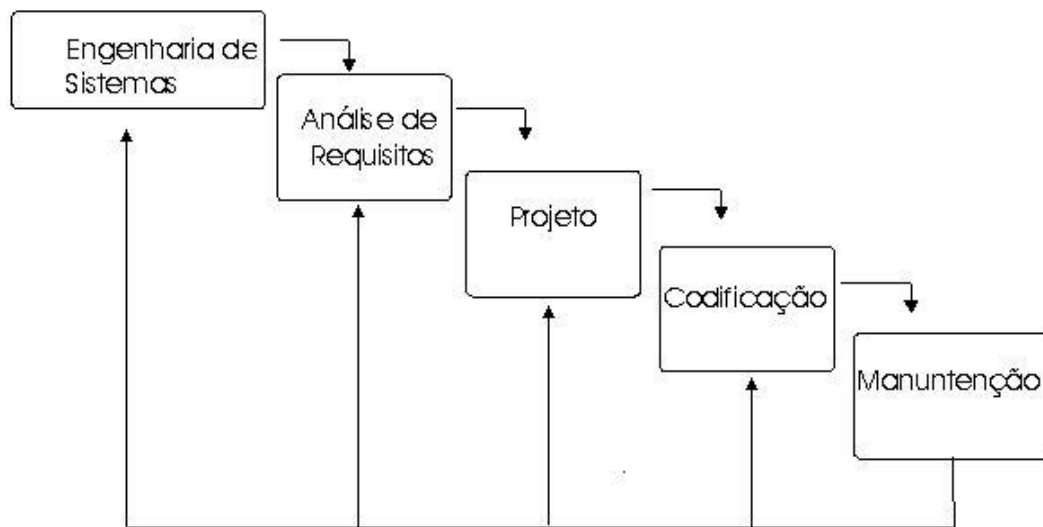 Engenharia de
Sistemas
Análise de
Requisitos
Projeto
Codificação
Manuntenção